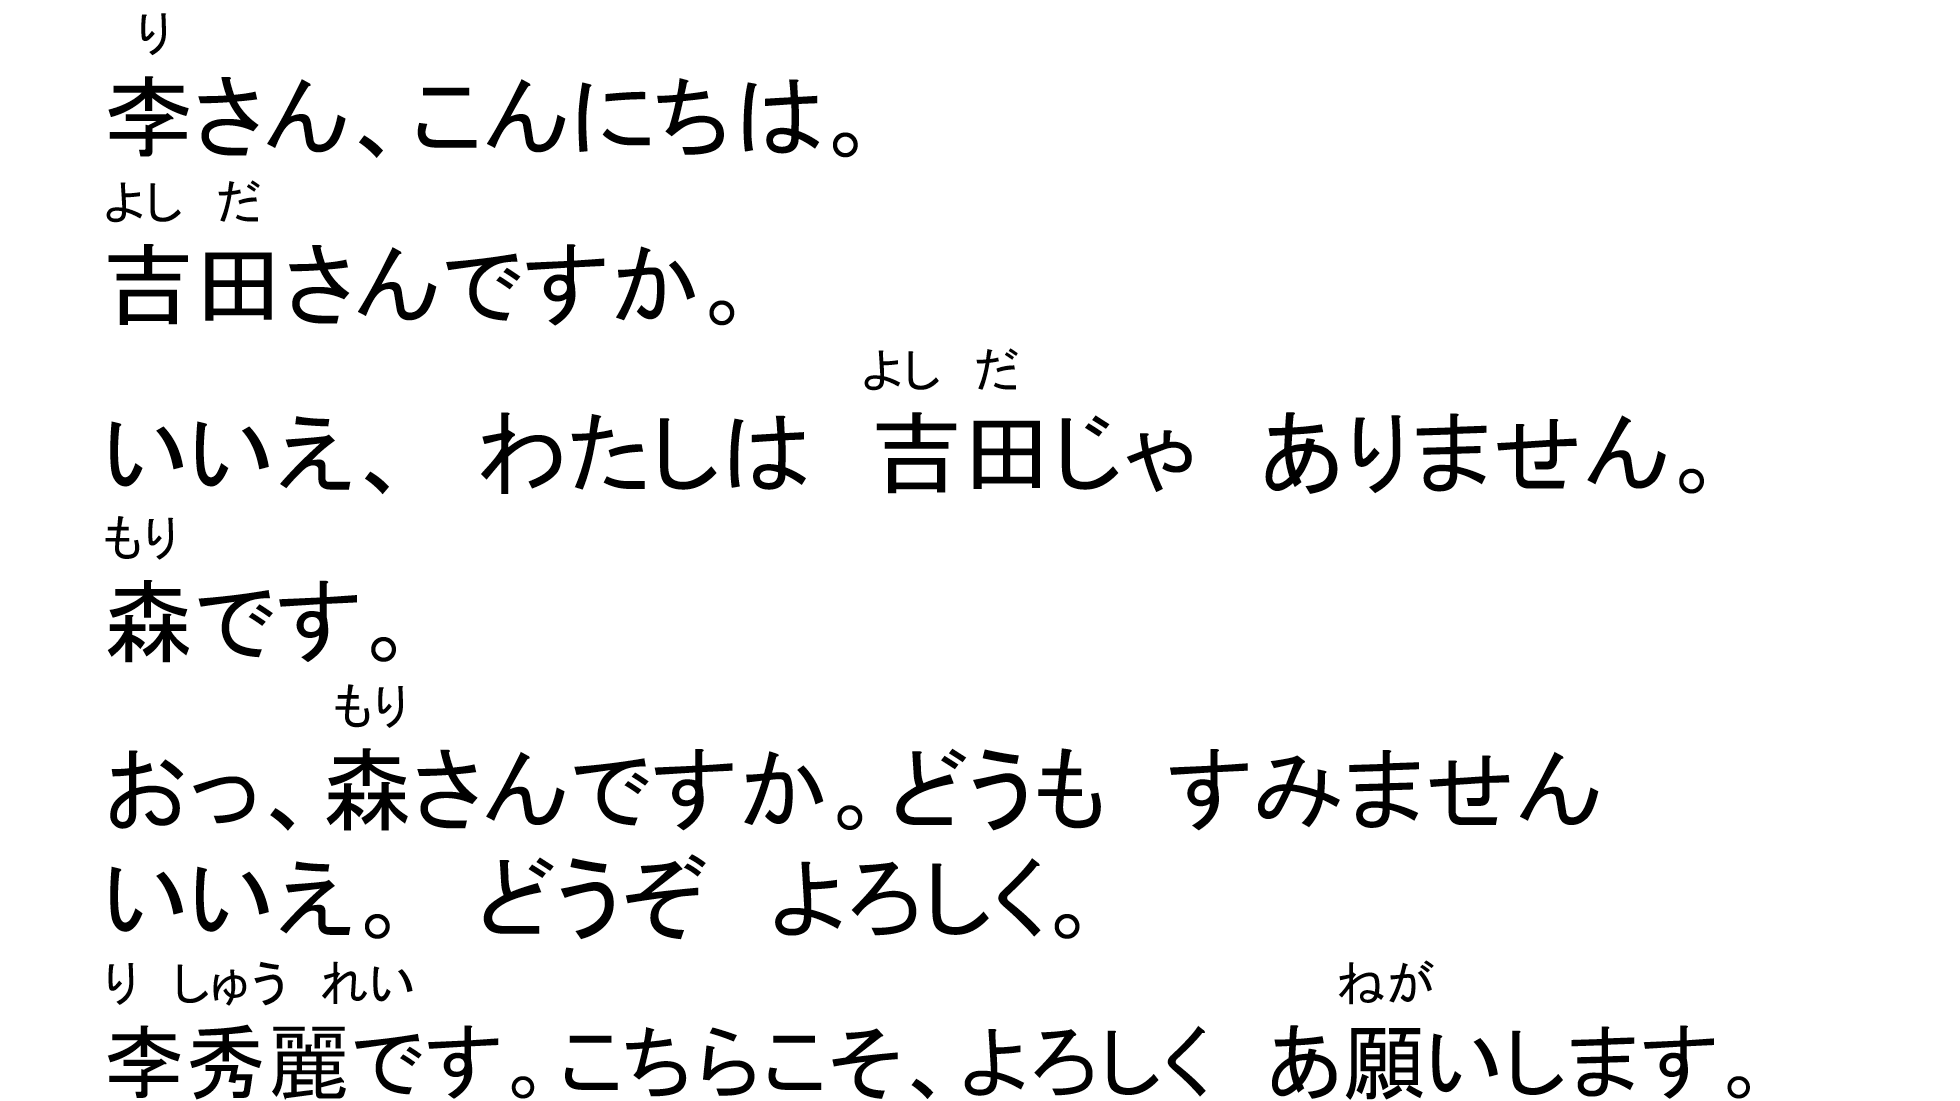 り
李さん、こんにちは。
よし だ
吉田さんですか。
よし だ
いいえ、 わたしは 吉田じゃ ありません。
もり
森です。
もり
おっ、森さんですか。どうも すみません
いいえ。 どうぞ よろしく。
り しゅう れい ねが
李秀麗です。こちらこそ、よろしく あ願いします。